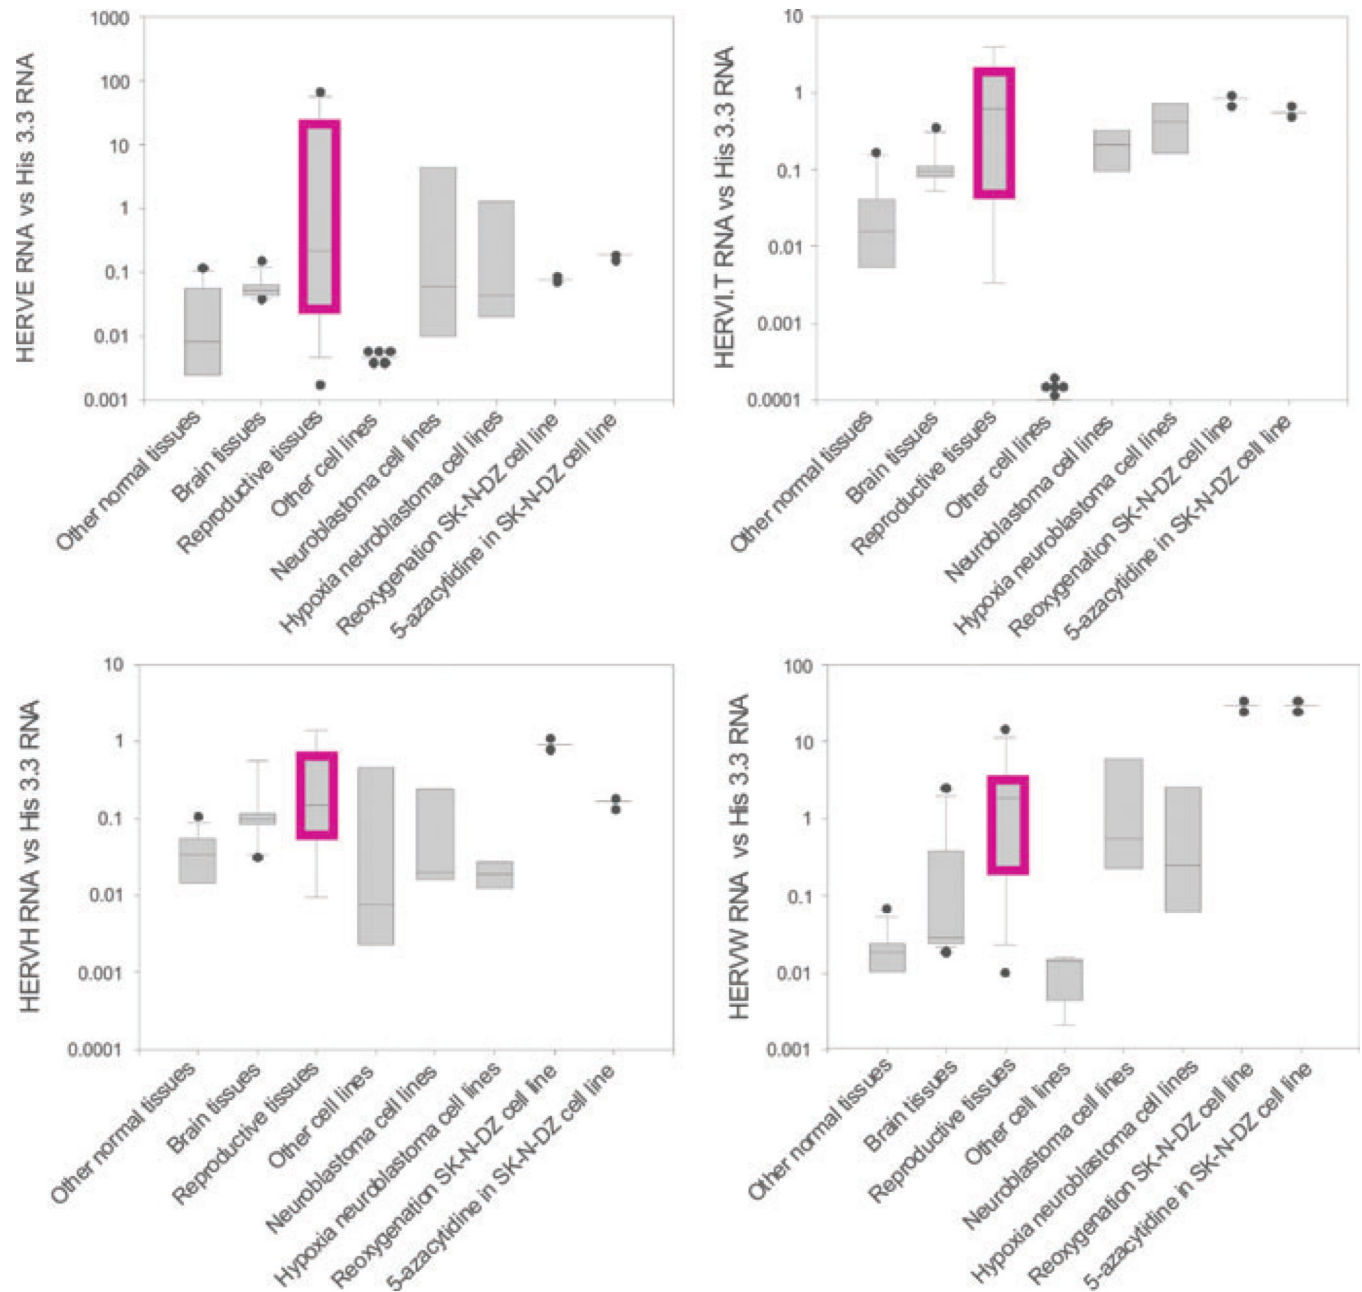 HERVE RNA vs His 3.3 RNA
1000
100
10
1
0.1
0.01
0.001
Other normal tissues
Brain tissues
Reproductive tissues
Other cell lines
Neuroblastoma cell lines
Hypoxia neuroblastoma cell lines
Reoxygenation SK-N-DZ cell line
5-azacytidine in SK-N-DZ cell line
HERVI.T RNA vs His 3.3 RNA
10
1
0.1
0.01
0.001
0.0001
Other normal tissues
Brain tissues
Reproductive tissues
Other cell lines
Neuroblastoma cell lines
Hypoxia neuroblastoma cell lines
Reoxygenation SK-N-DZ cell line
5-azacytidine in SK-N-DZ cell line
HERVH RNA vs His 3.3 RNA
10
1
0.1
0.01
0.001
0.0001
Other normal tissues
Brain tissues
Reproductive tissues
Other cell lines
Neuroblastoma cell lines
Hypoxia neuroblastoma cell lines
Reoxygenation SK-N-DZ cell line
5-azacytidine in SK-N-DZ cell line
HERVW RNA vs His 3.3 RNA
100
10
1
0.1
0.01
0.001
Other normal tissues
Brain tissues
Reproductive tissues
Other cell lines
Neuroblastoma cell lines
Hypoxia neuroblastoma cell lines
Reoxygenation SK-N-DZ cell line
5-azacytidine in SK-N-DZ cell line